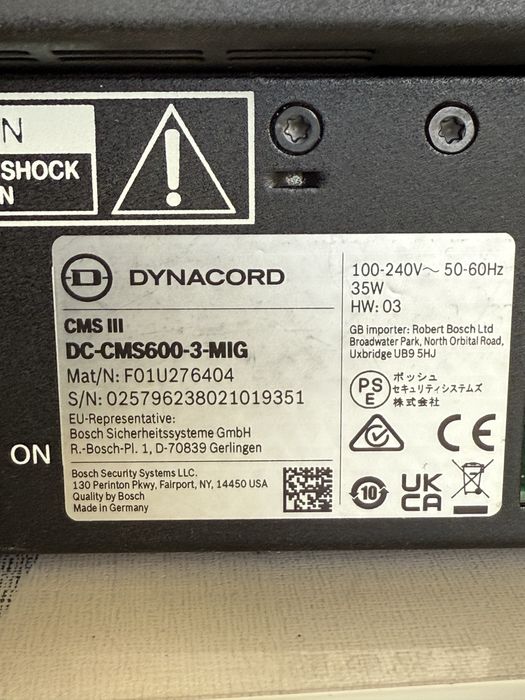 N
SHOCK
N
D DYNACORD
CMS III
DC-CMS600-3-MIG
Mat/N: F01U276404
S/N: 025796238021019351
EU-Representative:
Bosch Sicherheitssysteme GmbH
R.-Bosch-Pl. 1, D-70839 Gerlingen
Bosch Security Systems LLC.
130 Perinton Pkwy, Fairport, NY, 14450 USA
Quality by Bosch
Made in Germany
100-240V~ 50-60Hz
35W
HW: 03
GB importer: Robert Bosch Ltd
Broadwater Park, North Orbital Road,
Uxbridge UB9 5HJ
PS
E
ボッシュ
セキュリティシステムズ
株式会社
CE
10
UK
CA
ON